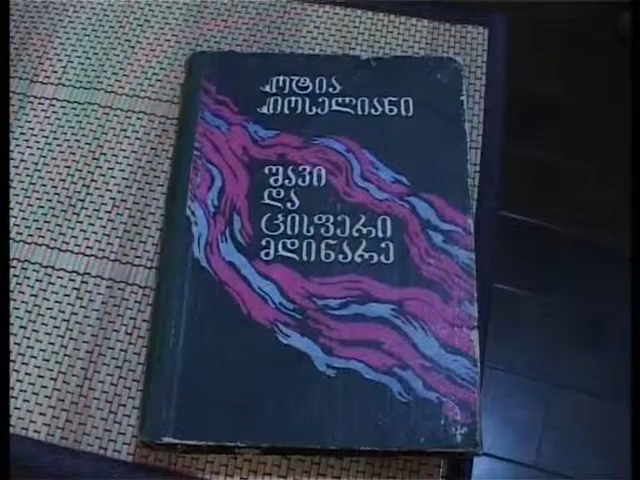 ოტია
იოსელიანი
შავი
და
ცისფერი
მდინარე